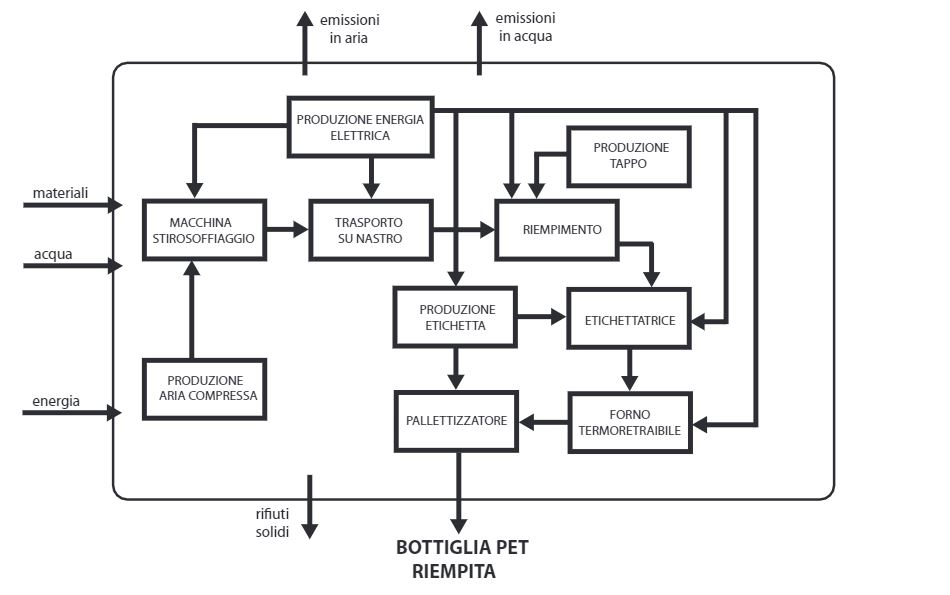 emissioni
in aria
emissioni
in acqua
PRODUZIONE ENERGIA
ELETTRICA
PRODUZIONE
TAPPO
materiali
MACCHINA
STIROSOFFIAGGIO
TRASPORTO
SU NASTRO
RIEMPIMENTO
acqua
PRODUZIONE
ETICHETTA
ETICHETTATRICE
energia
PRODUZIONE
ARIA COMPRESSA
PALLETTIZZATORE
FORNO
TERMORETRAIBILE
rifiuti
solidi
BOTTIGLIA PET
RIEMPITA